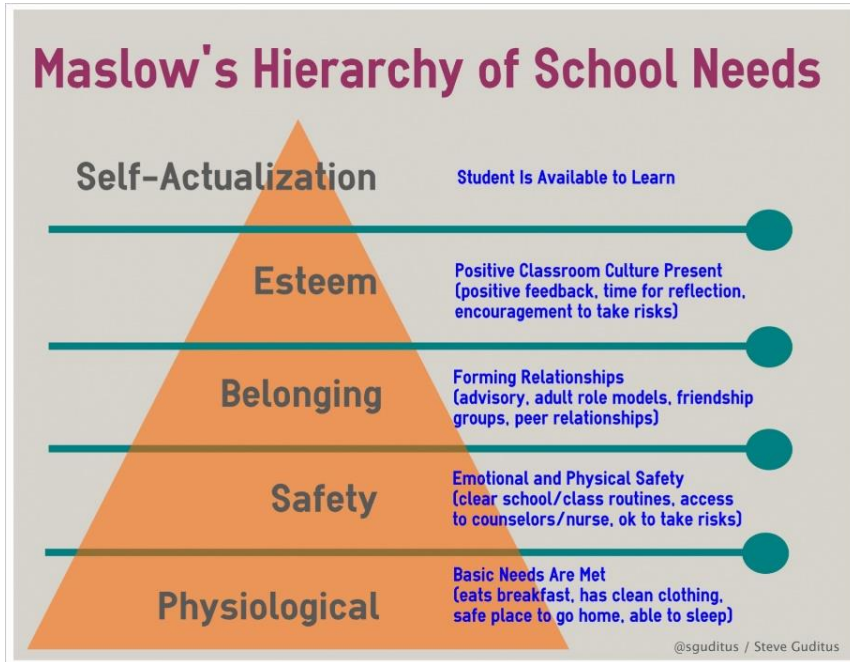 Maslow's Hierarchy of School Needs
Self-Actualization
Student Is Available to Learn
Esteem
Positive Classroom Culture Present
(positive feedback, time for reflection,
encouragement to take risks)
Belonging
Forming Relationships
(advisory, adult role models, friendship
groups, peer relationships)
Safety
Emotional and Physical Safety
(clear school/class routines, access
to counselors/nurse, ok to take risks)
Physiological
Basic Needs Are Met
(eats breakfast, has clean clothing,
safe place to go home, able to sleep)
@sguditus / Steve Guditus